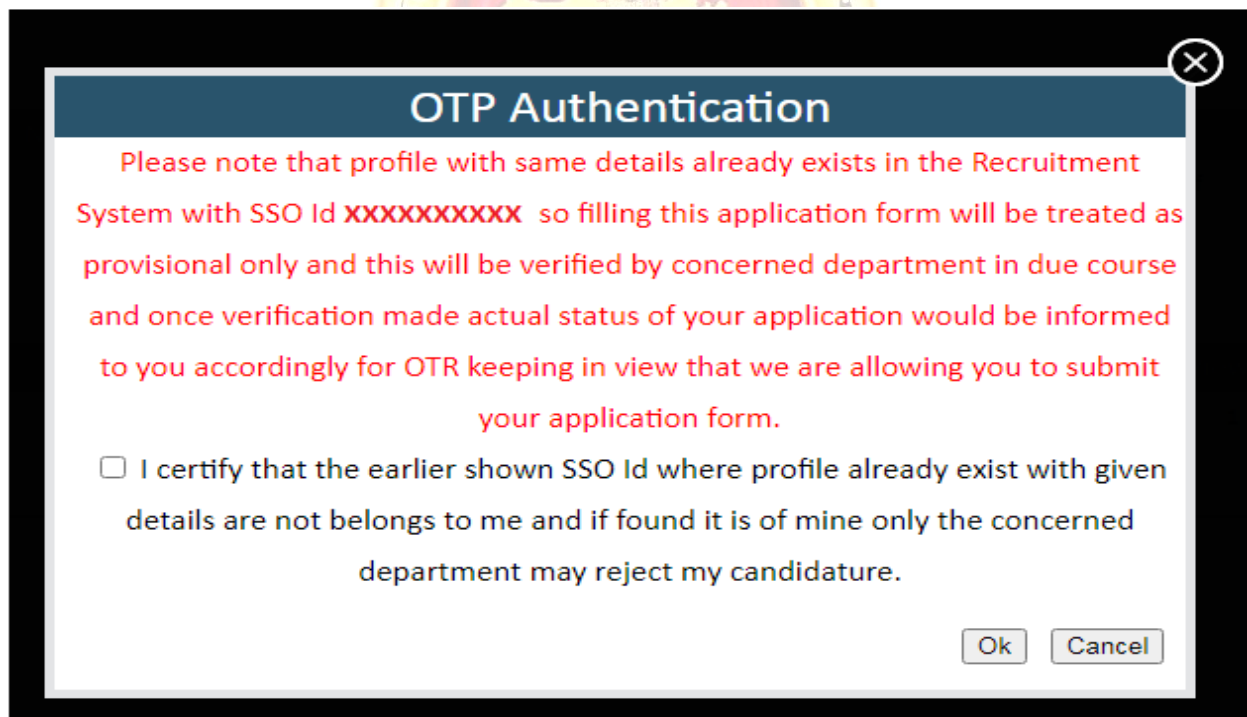 OTP Authentication
Please note that profile with same details already exists in the Recruitment
System with SSO Id XXXXXXXXXX so filling this application form will be treated as
provisional only and this will be verified by concerned department in due course
and once verification made actual status of your application would be informed
to you accordingly for OTR keeping in view that we are allowing you to submit
your application form.
I certify that the earlier shown SSO Id where profile already exist with given
details are not belongs to me and if found it is of mine only the concerned
department may reject my candidature.
Ok Cancel